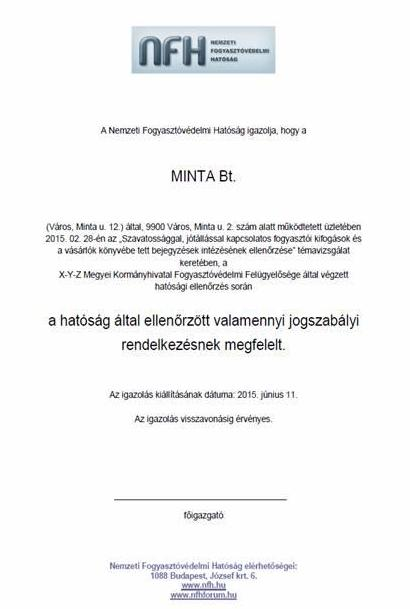 NFH NEMZETI
FOGYASZTÓVÉDELMI
HATÓSÁG
A Nemzeti Fogyasztóvédelmi Hatóság igazolja, hogy a
MINTA Bt.
(Város, Minta u. 12.) által, 9900 Város, Minta u. 2. szám alatt működtetett üzletében
2015. 02. 28-én az „Szavatossággal, jótállással kapcsolatos fogyasztói kifogások és
a vásárlók könyvébe tett bejegyzések intézésének ellenőrzése” témavizsgálat
keretében, a
X-Y-Z Megyei Kormányhivatal Fogyasztóvédelmi Felügyelősége által végzett
hatósági ellenőrzés során
a hatóság által ellenőrzött valamennyi jogszabályi
rendelkezésnek megfelelt.
Az igazolás kiállításának dátuma: 2015. június 11.
Az igazolás visszavonásig érvényes.
főigazgató
Nemzeti Fogyasztóvédelmi Hatóság elérhetőségei:
1088 Budapest, József krt. 6.
www.nfh.hu
www.nfhforum.hu